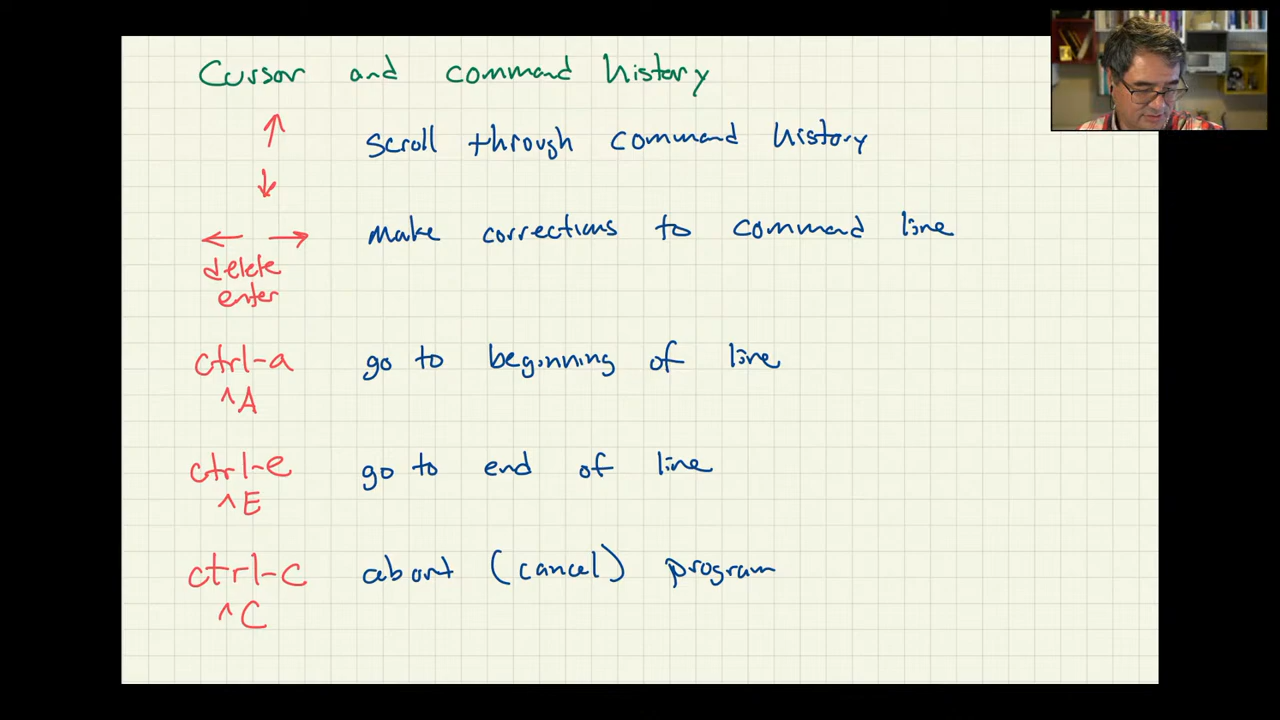 Cursor and command history
↑ scroll through command history
↓
← → make corrections to command line
delete
enter
ctrl-a go to beginning of line
^A
ctrl-e go to end of line
^E
ctrl-c abort (cancel) program
^C